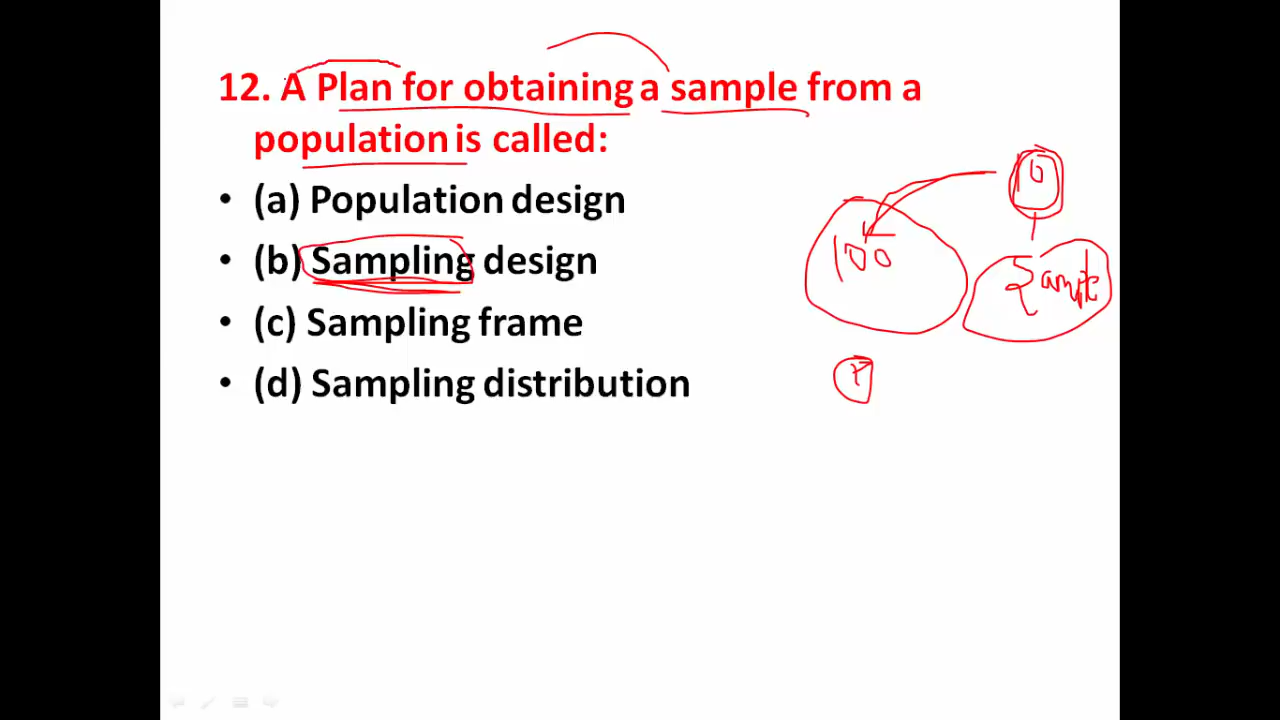 12. A Plan for obtaining a sample from a
population is called:
• (a) Population design
• (b) Sampling design
• (c) Sampling frame
• (d) Sampling distribution
10
100
Sample
P